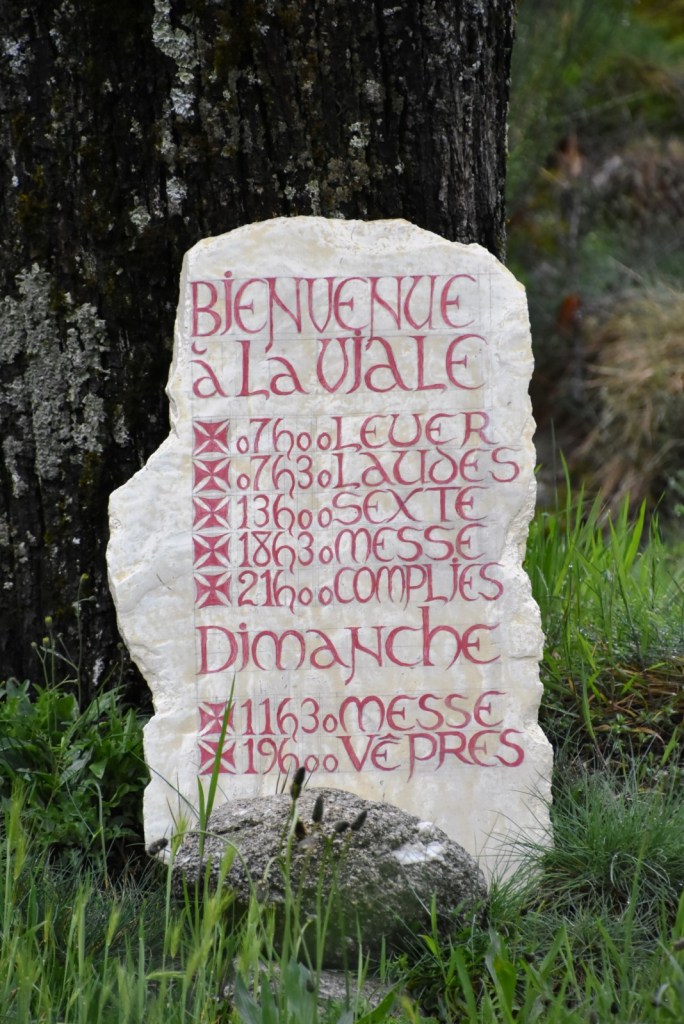 BIENVENUE
à La VIALE
07h00 LEVER
07h30 LAUDES
13h00 SEXTE
18h30 MESSE
21h00 COMPLIES
DIMANCHE
11h30 MESSE
19h00 VÊPRES